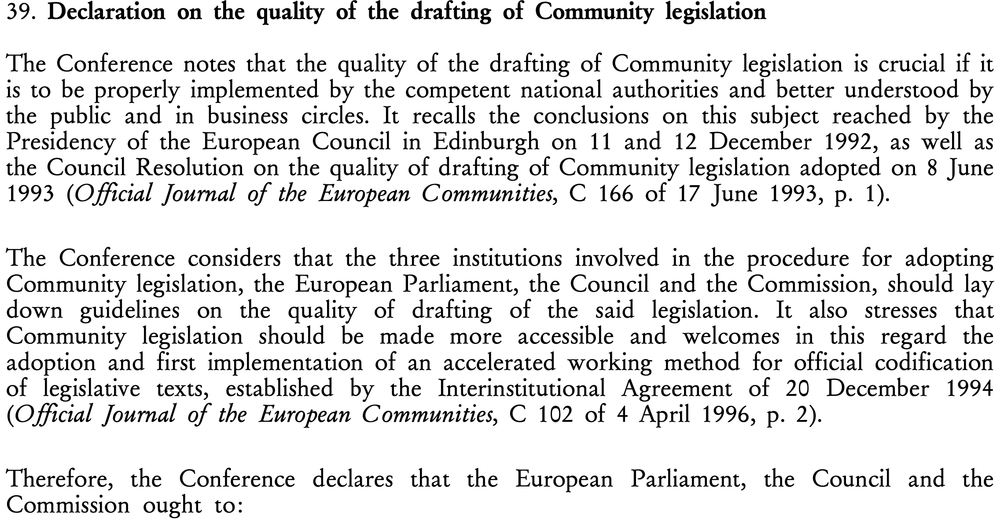 39. Declaration on the quality of the drafting of Community legislation
The Conference notes that the quality of the drafting of Community legislation is crucial if it
is to be properly implemented by the competent national authorities and better understood by
the public and in business circles. It recalls the conclusions on this subject reached by the
Presidency of the European Council in Edinburgh on 11 and 12 December 1992, as well as
the Council Resolution on the quality of drafting of Community legislation adopted on 8 June
1993 (Official Journal of the European Communities, C 166 of 17 June 1993, p. 1).
The Conference considers that the three institutions involved in the procedure for adopting
Community legislation, the European Parliament, the Council and the Commission, should lay
down guidelines on the quality of drafting of the said legislation. It also stresses that
Community legislation should be made more accessible and welcomes in this regard the
adoption and first implementation of an accelerated working method for official codification
of legislative texts, established by the Interinstitutional Agreement of 20 December 1994
(Official Journal of the European Communities, C 102 of 4 April 1996, p. 2).
Therefore, the Conference declares that the European Parliament, the Council and the
Commission ought to: